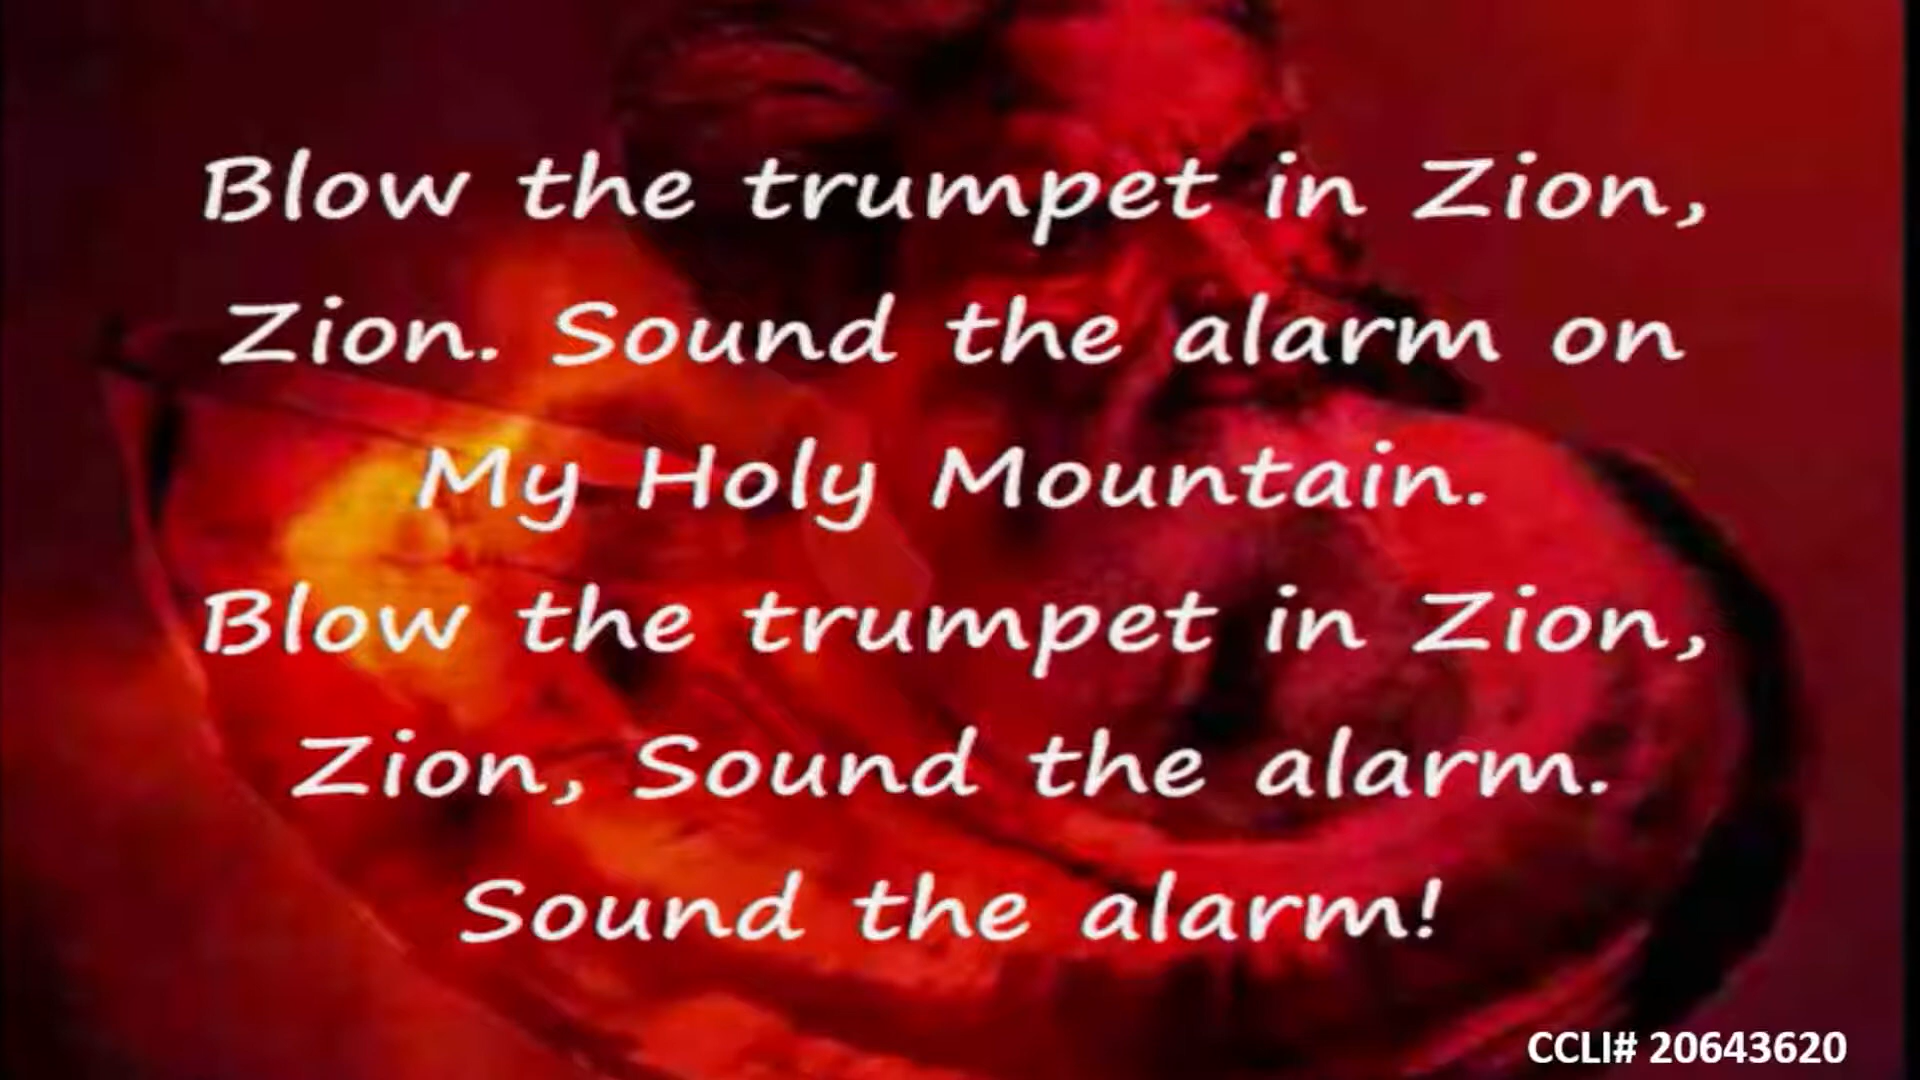 Blow the trumpet in Zion,
Zion. Sound the alarm on
My Holy Mountain.
Blow the trumpet in Zion,
Zion, Sound the alarm.
Sound the alarm!
CCLI# 20643620